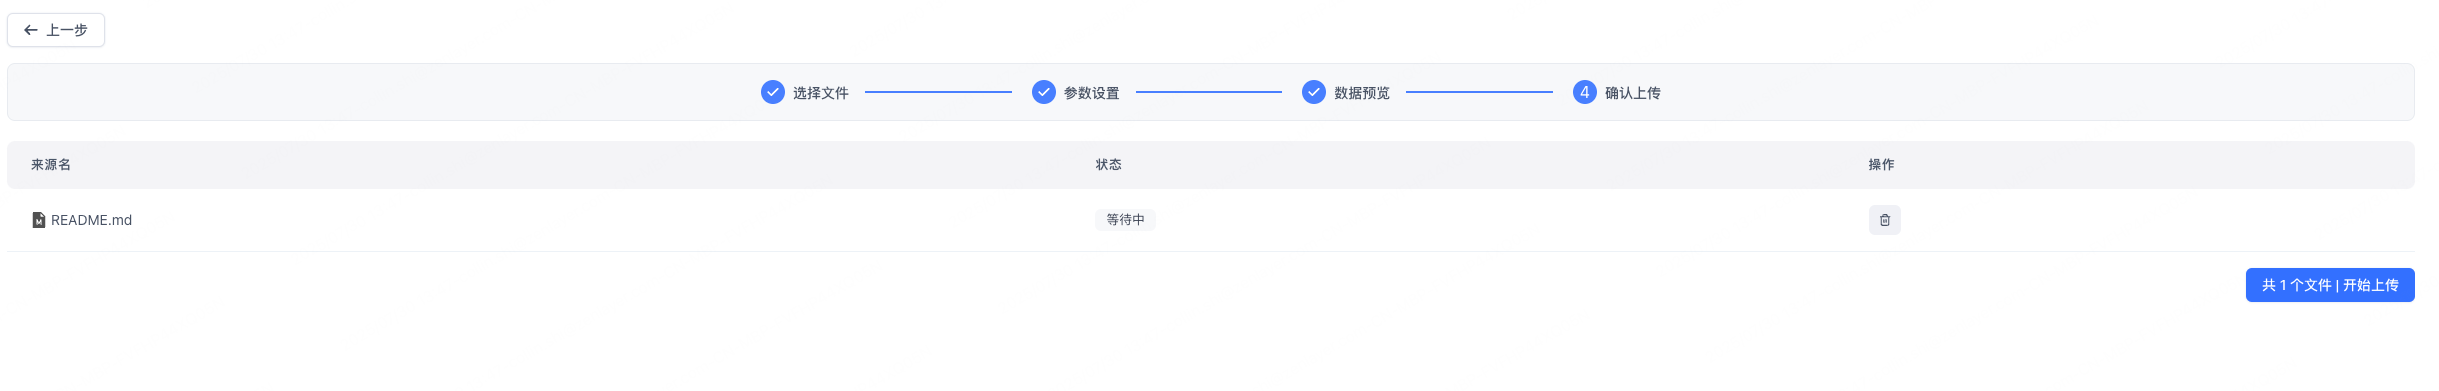 上一步
选择文件 参数设置 数据预览 4 确认上传
来源名 状态 操作
README.md 等待中
共 1 个文件 | 开始上传